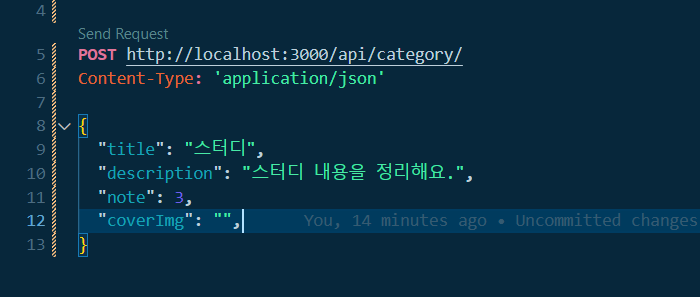 4
Send Request
5 POST http://localhost:3000/api/category/
6 Content-Type: 'application/json'
7
8 {
9 "title": "스터디",
10 "description": "스터디 내용을 정리해요.",
11 "note": 3,
12 "coverImg": "", You, 14 minutes ago • Uncommitted changes
13 }